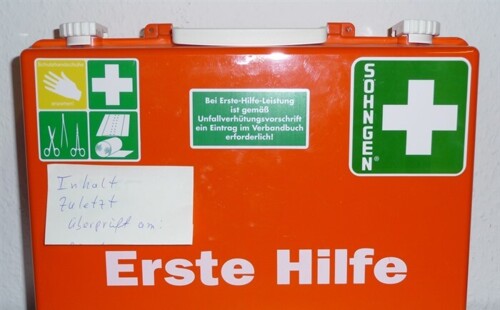 Schutzhandschuhe
Bei Erste-Hilfe-Leistung
ist gemäß
Unfallverhütungsvorschrift
ein Eintrag im Verbandbuch
erforderlich!
SÖHNGEN®
Inhalt
zuletzt
überprüft am:
Erste Hilfe